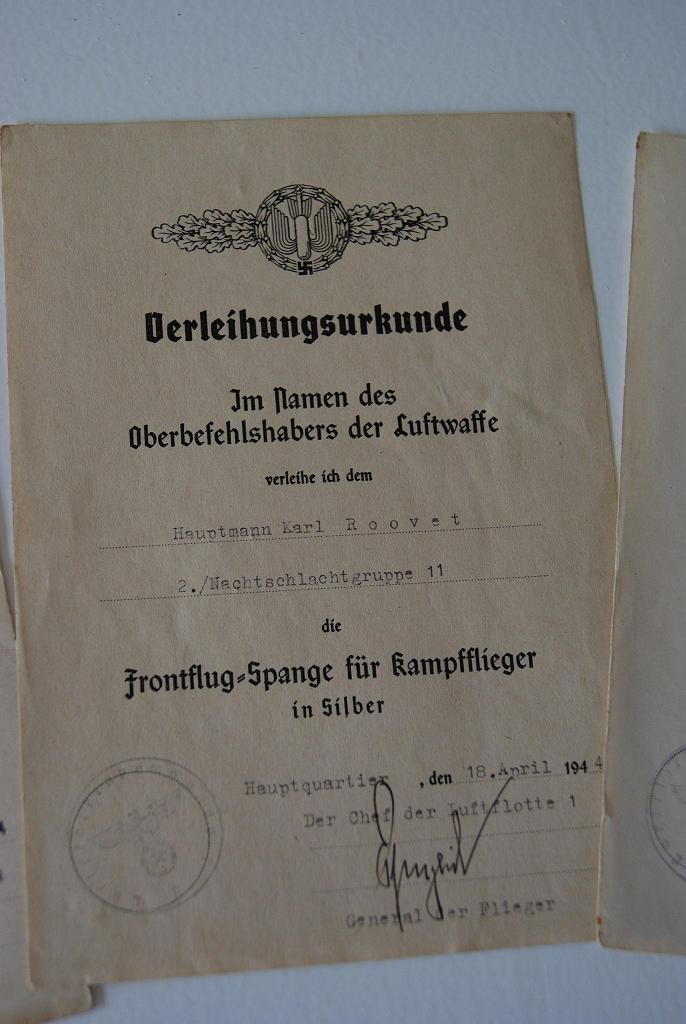 Verleihungsurkunde
Im Namen des
Oberbefehlshabers der Luftwaffe
verleihe ich dem
Hauptmann Karl Roovet
2./Nachtschlachtgruppe 11
die
Frontflug-Spange für Kampfflieger
in Silber
Hauptquartier, den 18.April 1944
Der Chef der Luftflotte 1
General der Flieger